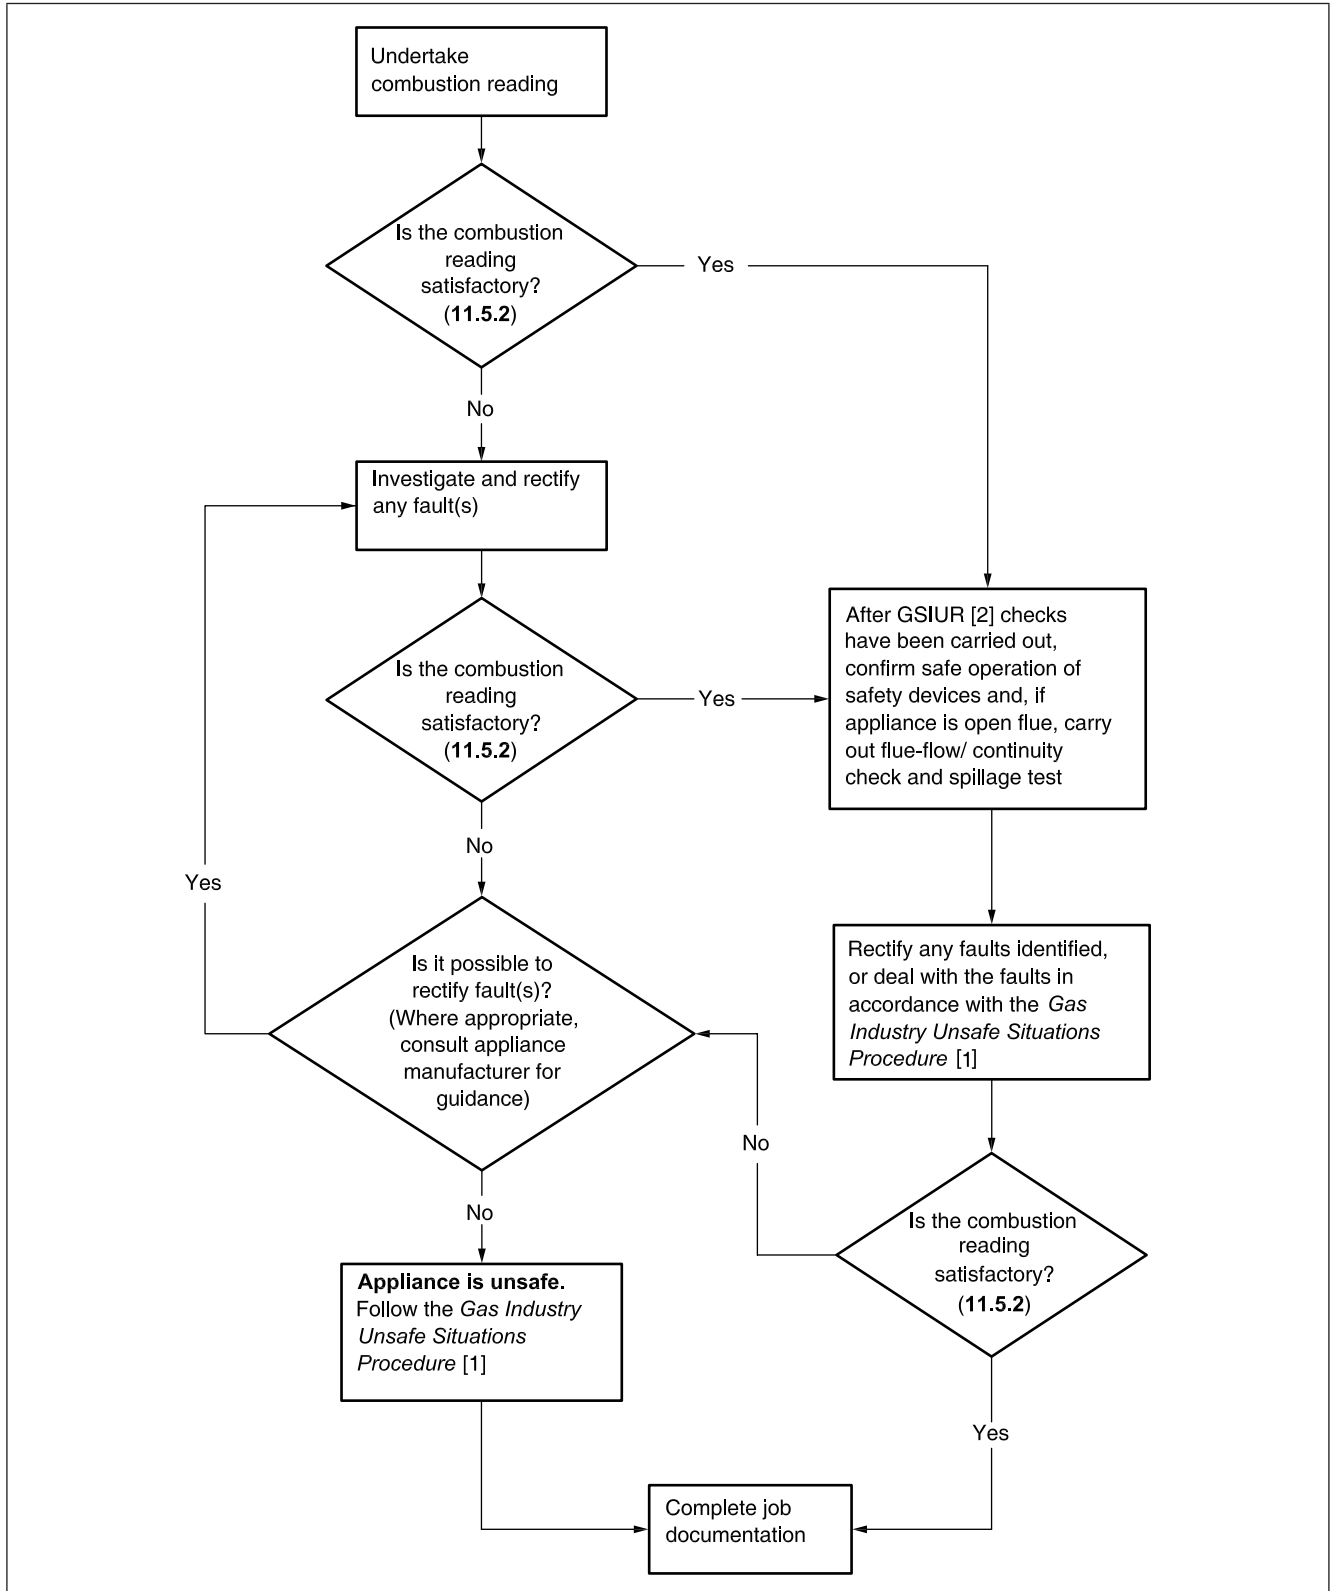 Undertake
combustion reading
Is the combustion
reading
satisfactory?
(11.5.2)
Yes
No
Investigate and rectify
any fault(s)
Is the combustion
reading
satisfactory?
(11.5.2)
Yes
After GSIUR [2] checks
have been carried out,
confirm safe operation of
safety devices and, if
appliance is open flue, carry
out flue-flow/ continuity
check and spillage test
No
Yes
Is it possible to
rectify fault(s)?
(Where appropriate,
consult appliance
manufacturer for
guidance)
Rectify any faults identified,
or deal with the faults in
accordance with the Gas
Industry Unsafe Situations
Procedure [1]
No
No
Is the combustion
reading
satisfactory?
(11.5.2)
Appliance is unsafe.
Follow the Gas Industry
Unsafe Situations
Procedure [1]
Yes
Complete job
documentation